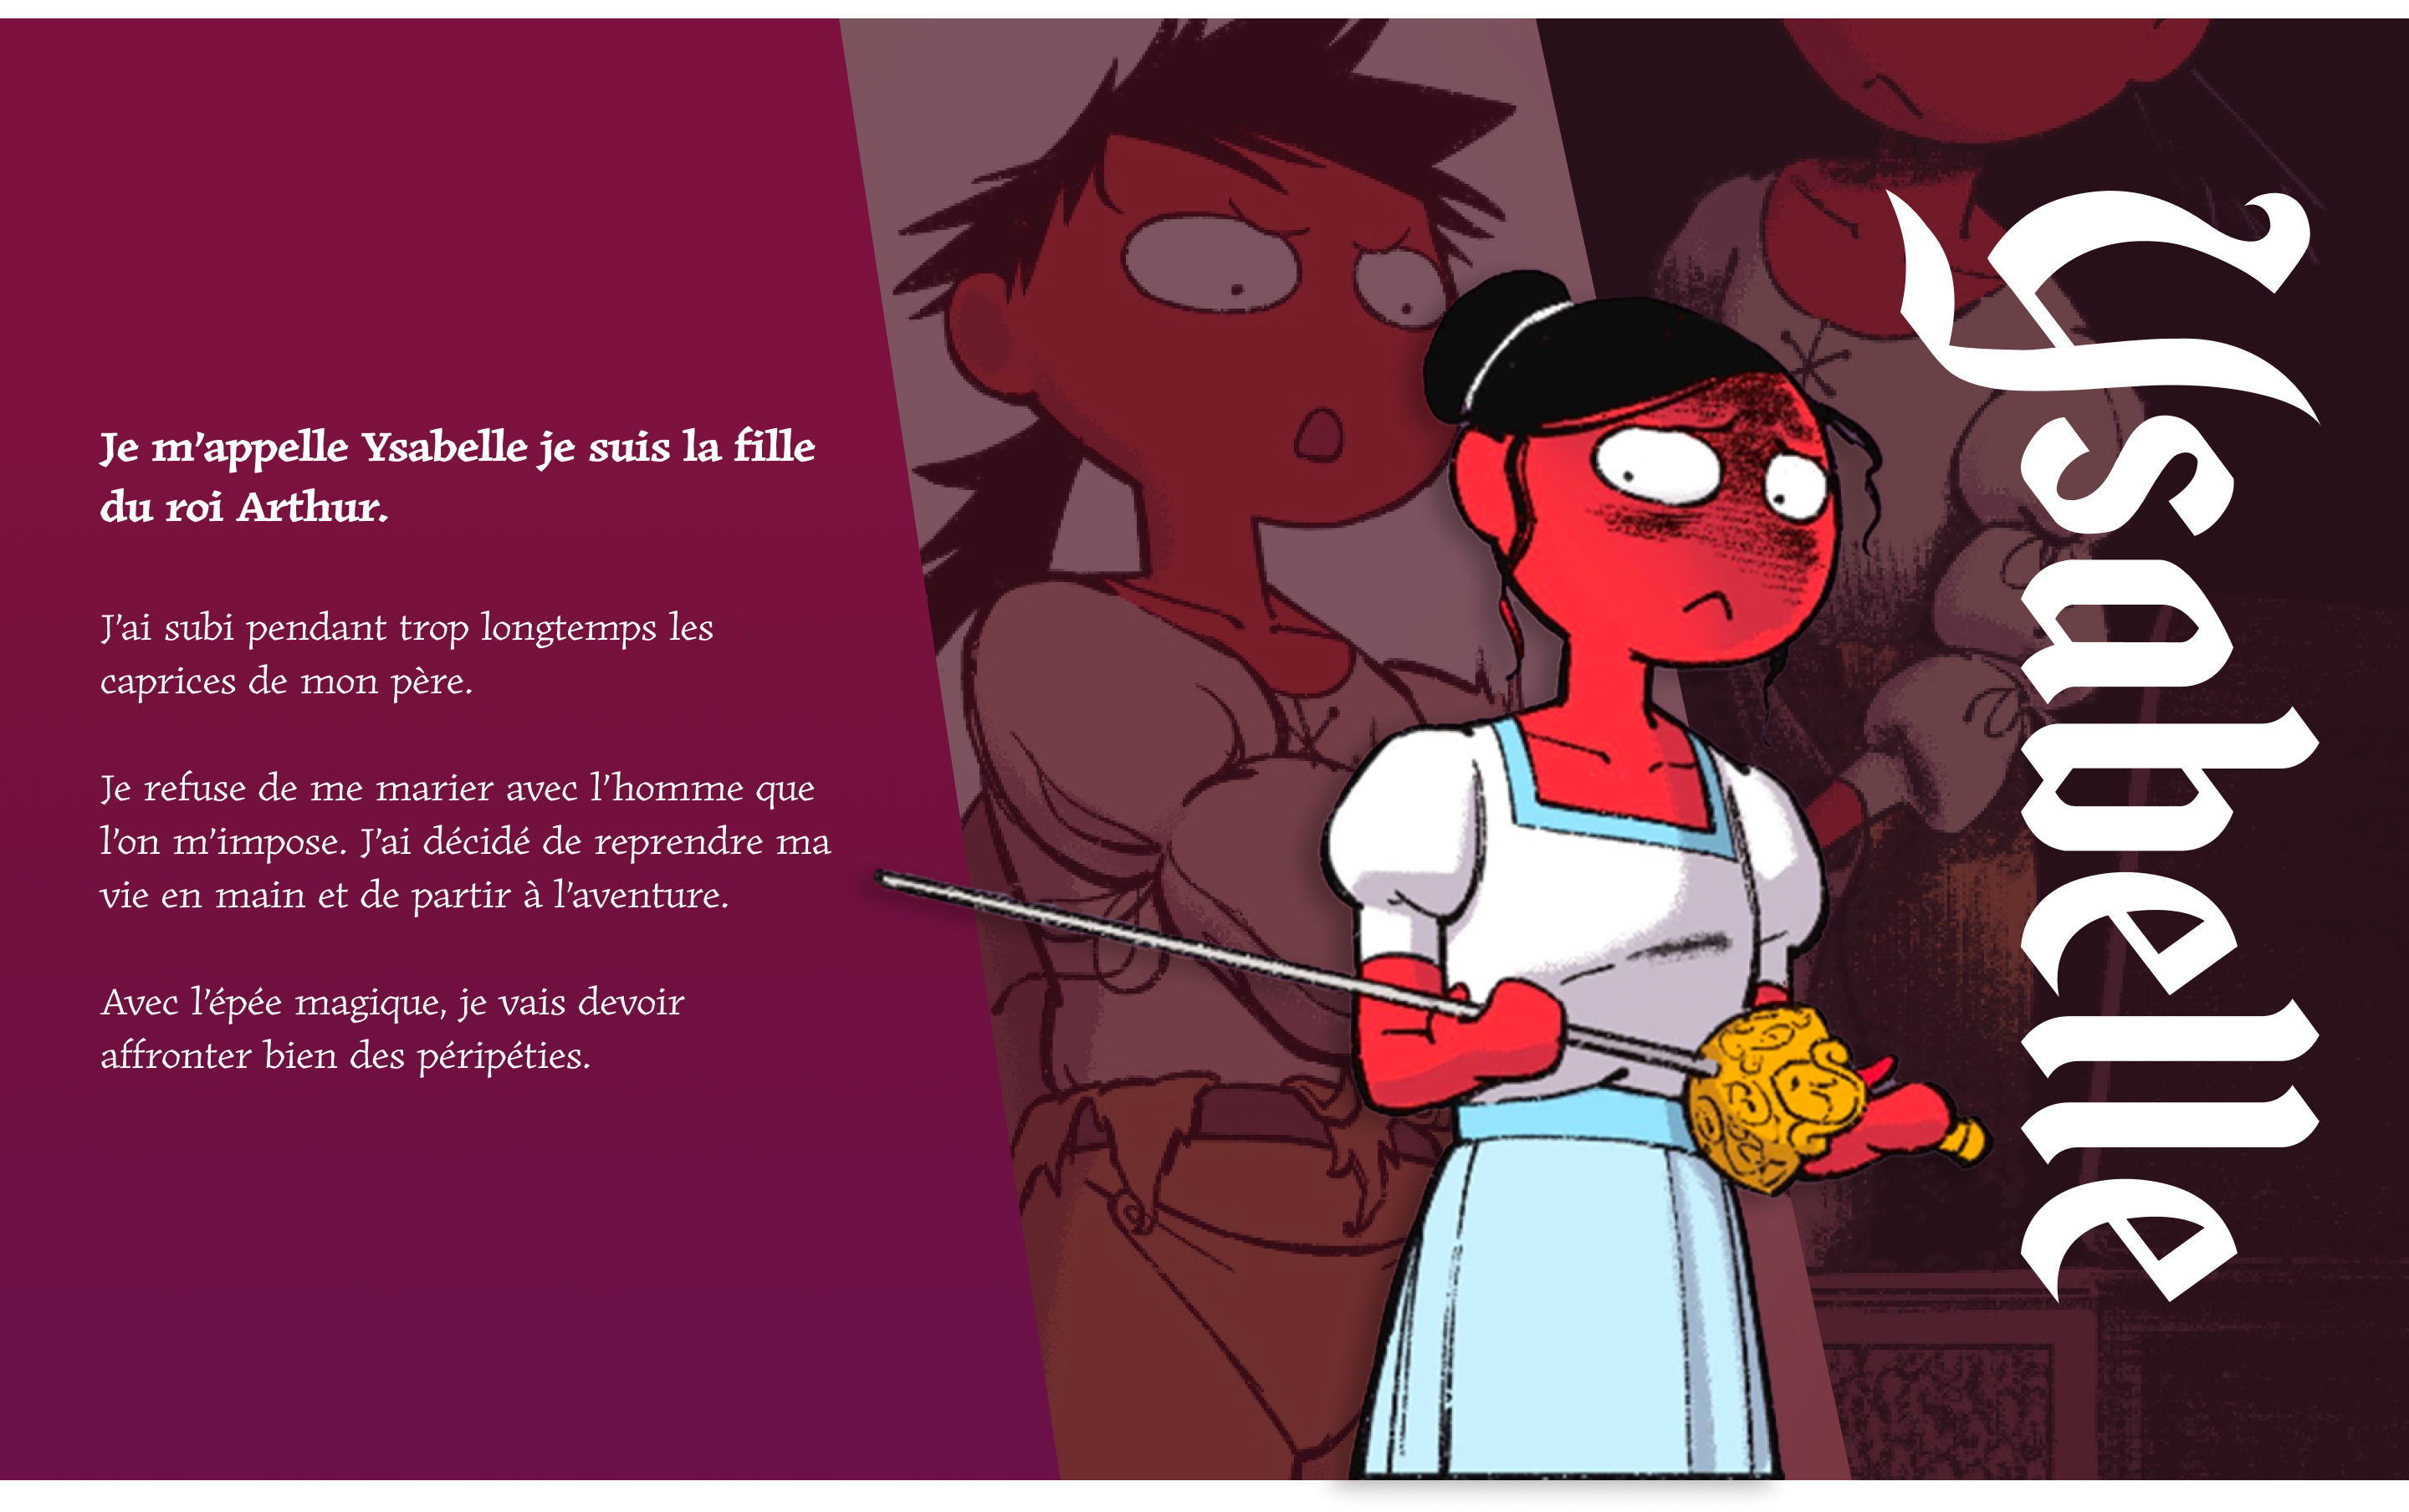 Je m'appelle Ysabelle je suis la fille
du roi Arthur.
J'ai subi pendant trop longtemps les
caprices de mon père.
Je refuse de me marier avec l'homme que
l'on m'impose. J'ai décidé de reprendre ma
vie en main et de partir à l'aventure.
Avec l'épée magique, je vais devoir
affronter bien des péripéties.
Ysabelle